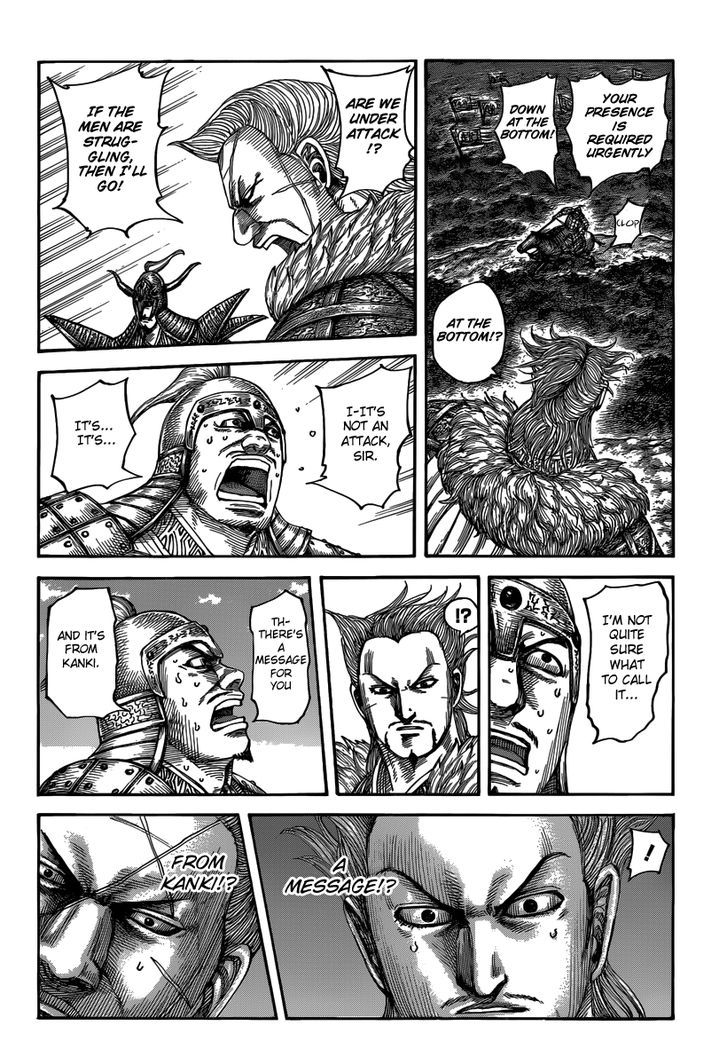 YOUR
PRESENCE
IS
REQUIRED
URGENTLY
DOWN
AT THE
BOTTOM!
CLOP
AT THE
BOTTOM!?
ARE WE
UNDER
ATTACK
!?
IF THE
MEN ARE
STRUG-
GLING,
THEN I'LL
GO!
I-IT'S
NOT AN
ATTACK,
SIR.
IT'S...
IT'S...
I'M NOT
QUITE
SURE
WHAT
TO CALL
IT...
!?
TH-
THERE'S
A
MESSAGE
FOR
YOU
AND IT'S
FROM
KANKI.
!
A
MESSAGE!?
FROM
KANKI!?